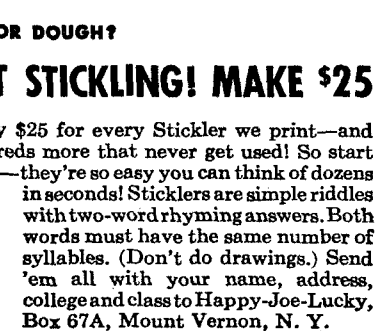 OR DOUGH?
T STICKLING! MAKE $25
y $25 for every Stickler we print—and
reds more that never get used! So start
—they're so easy you can think of dozens
in seconds! Sticklers are simple riddles
with two-word rhyming answers. Both
words must have the same number of
syllables. (Don't do drawings.) Send
'em all with your name, address,
college and class to Happy-Joe-Lucky,
Box 67A, Mount Vernon, N. Y.